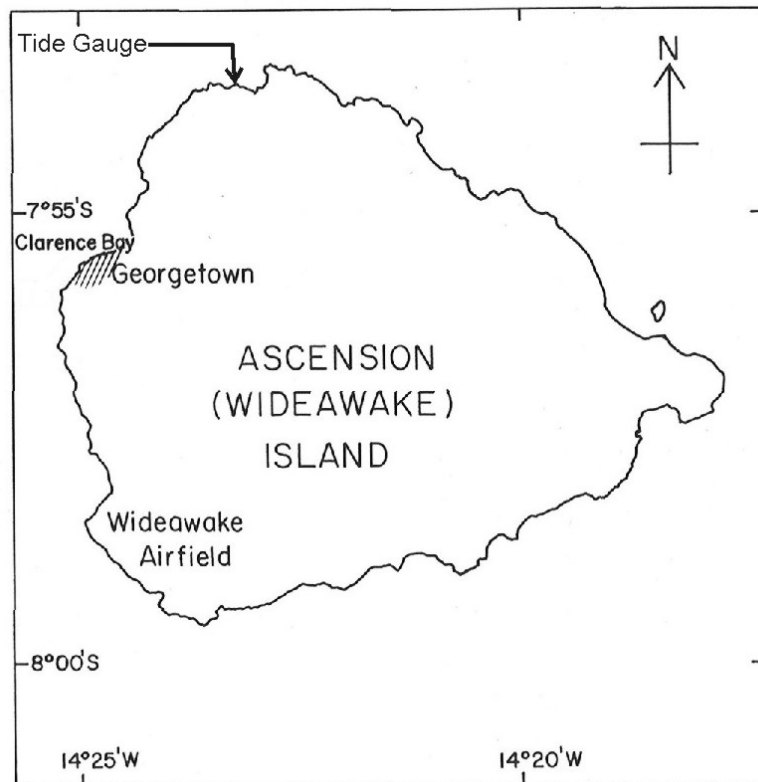 Tide Gauge
N
7°55'S
Clarence Bay
Georgetown
ASCENSION
(WIDEAWAKE)
ISLAND
Wideawake
Airfield
8°00'S
14°25'W
14°20'W